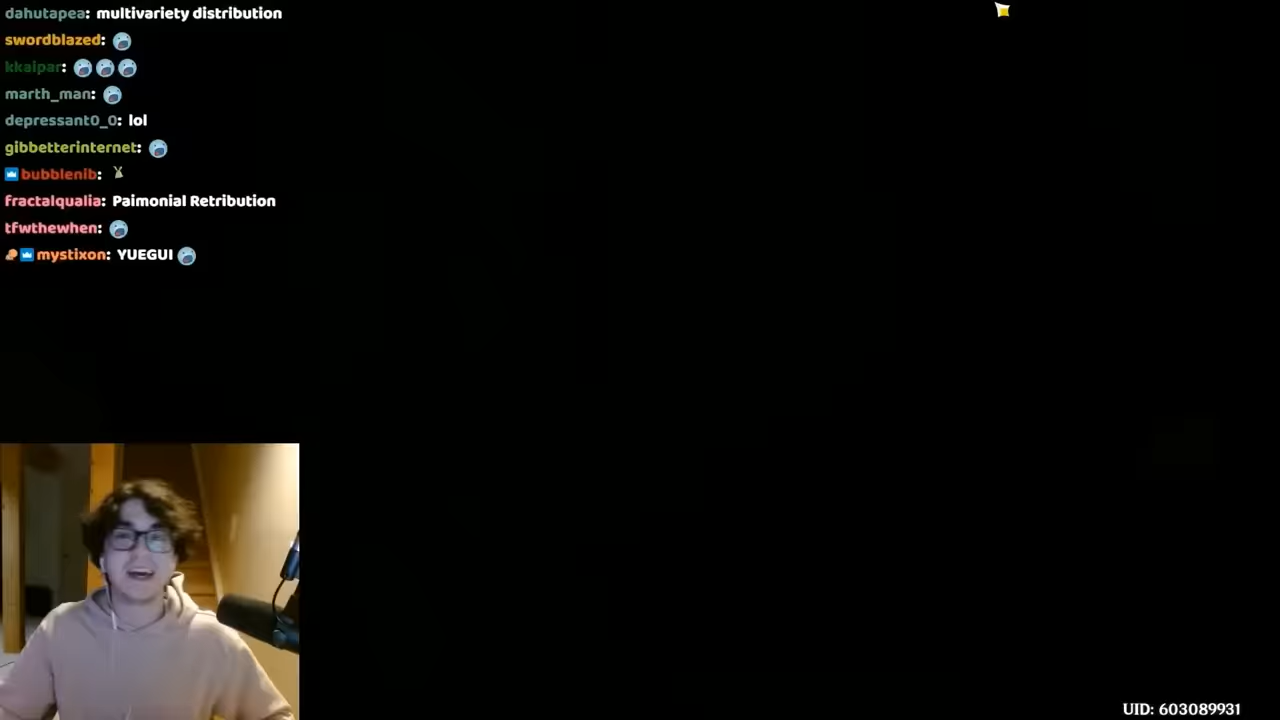 dahutapea: multivariety distribution
swordblazed:
kkaipar:
marth_man:
depressant0_0: lol
gibbetterinternet:
bubblenib:
fractalqualia: Paimonial Retribution
tfwthewhen:
mystixon: YUEGUI
UID: 603089931